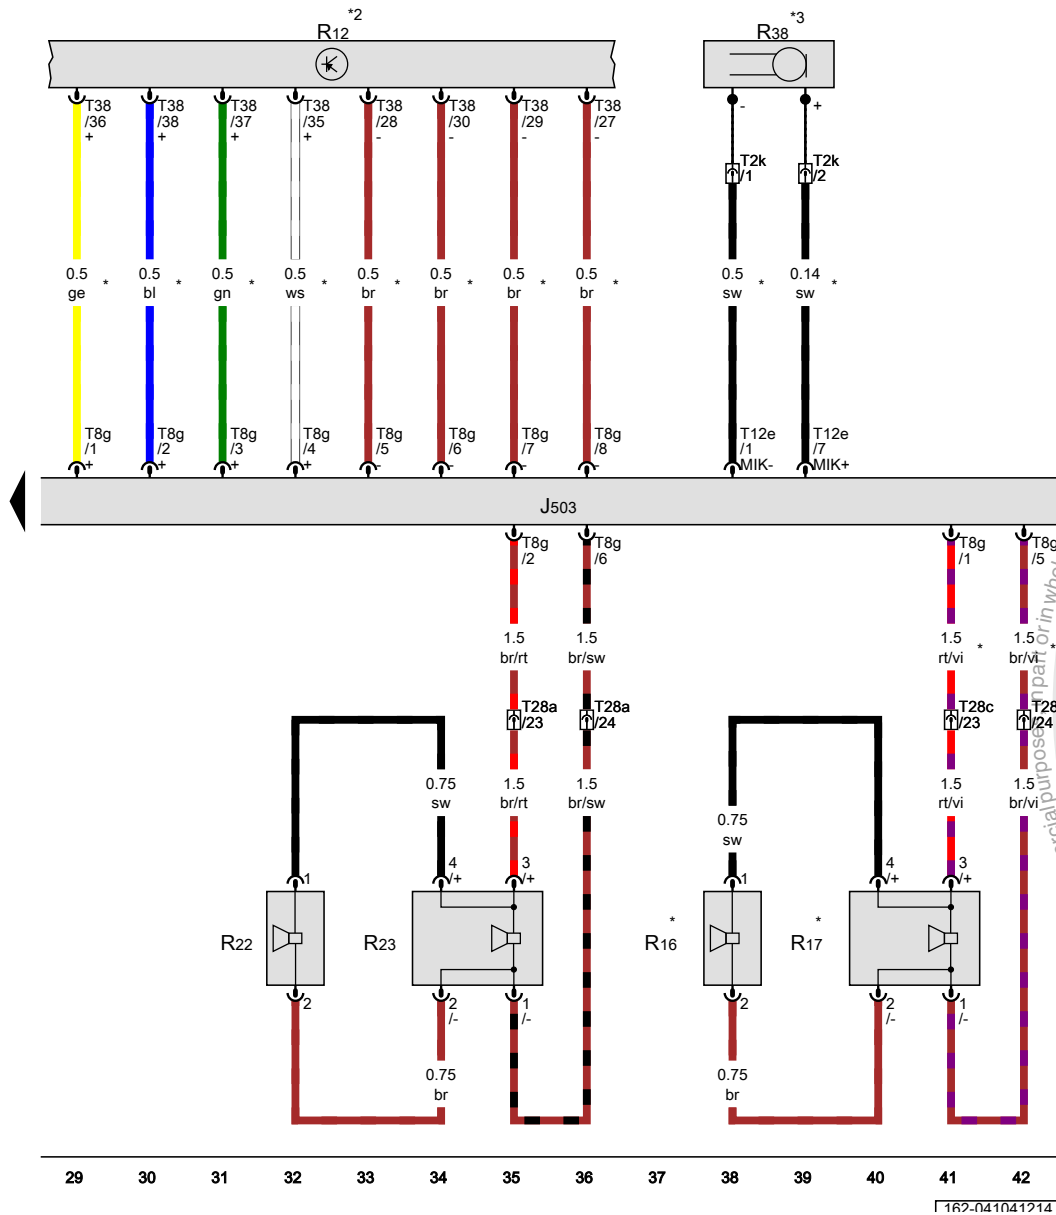 R12 *2
R38 *3
T38 /36 +
T38 /38 +
T38 /37 +
T38 /35 +
T38 /28 -
T38 /30 -
T38 /29 -
T38 /27 -
-
+
T2k /1
T2k /2
0.5 ge *
0.5 bl *
0.5 gn *
0.5 ws *
0.5 br *
0.5 br *
0.5 br *
0.5 br *
0.5 sw *
0.14 sw *
T8g /1 +
T8g /2 +
T8g /3 +
T8g /4 +
T8g /5 -
T8g /6 -
T8g /7 -
T8g /8 -
T12e /1 MIK-
T12e /7 MIK+
J503
T8g /2
T8g /6
T8g /1
T8g /5
1.5 br/rt
1.5 br/sw
1.5 rt/vi *
1.5 br/vi *
T28a /23
T28a /24
T28c /23
T28 /24
0.75 sw
1.5 br/rt
1.5 br/sw
0.75 sw
1.5 rt/vi
1.5 br/vi
1
4 /+
3 /+
1
4 /+
3 /+
R22
R23
R16 *
R17 *
2
2 /-
1 /-
2
2 /-
1 /-
0.75 br
0.75 br
29 30 31 32 33 34 35 36 37 38 39 40 41 42
162-041041214
purposes, in part or in